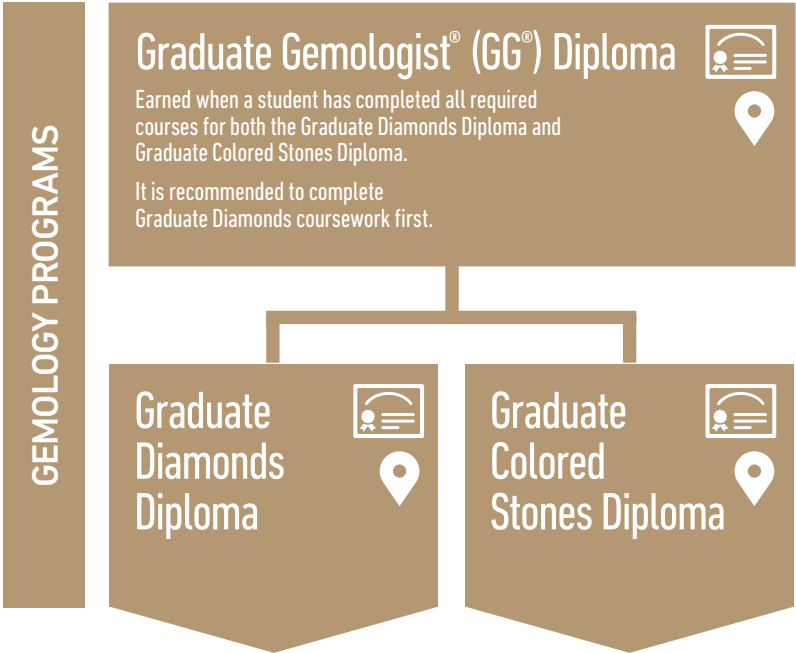 GEMOLOGY PROGRAMS
Graduate Gemologist® (GG®) Diploma
Earned when a student has completed all required
courses for both the Graduate Diamonds Diploma and
Graduate Colored Stones Diploma.
It is recommended to complete
Graduate Diamonds coursework first.
Graduate
Diamonds
Diploma
Graduate
Colored
Stones Diploma